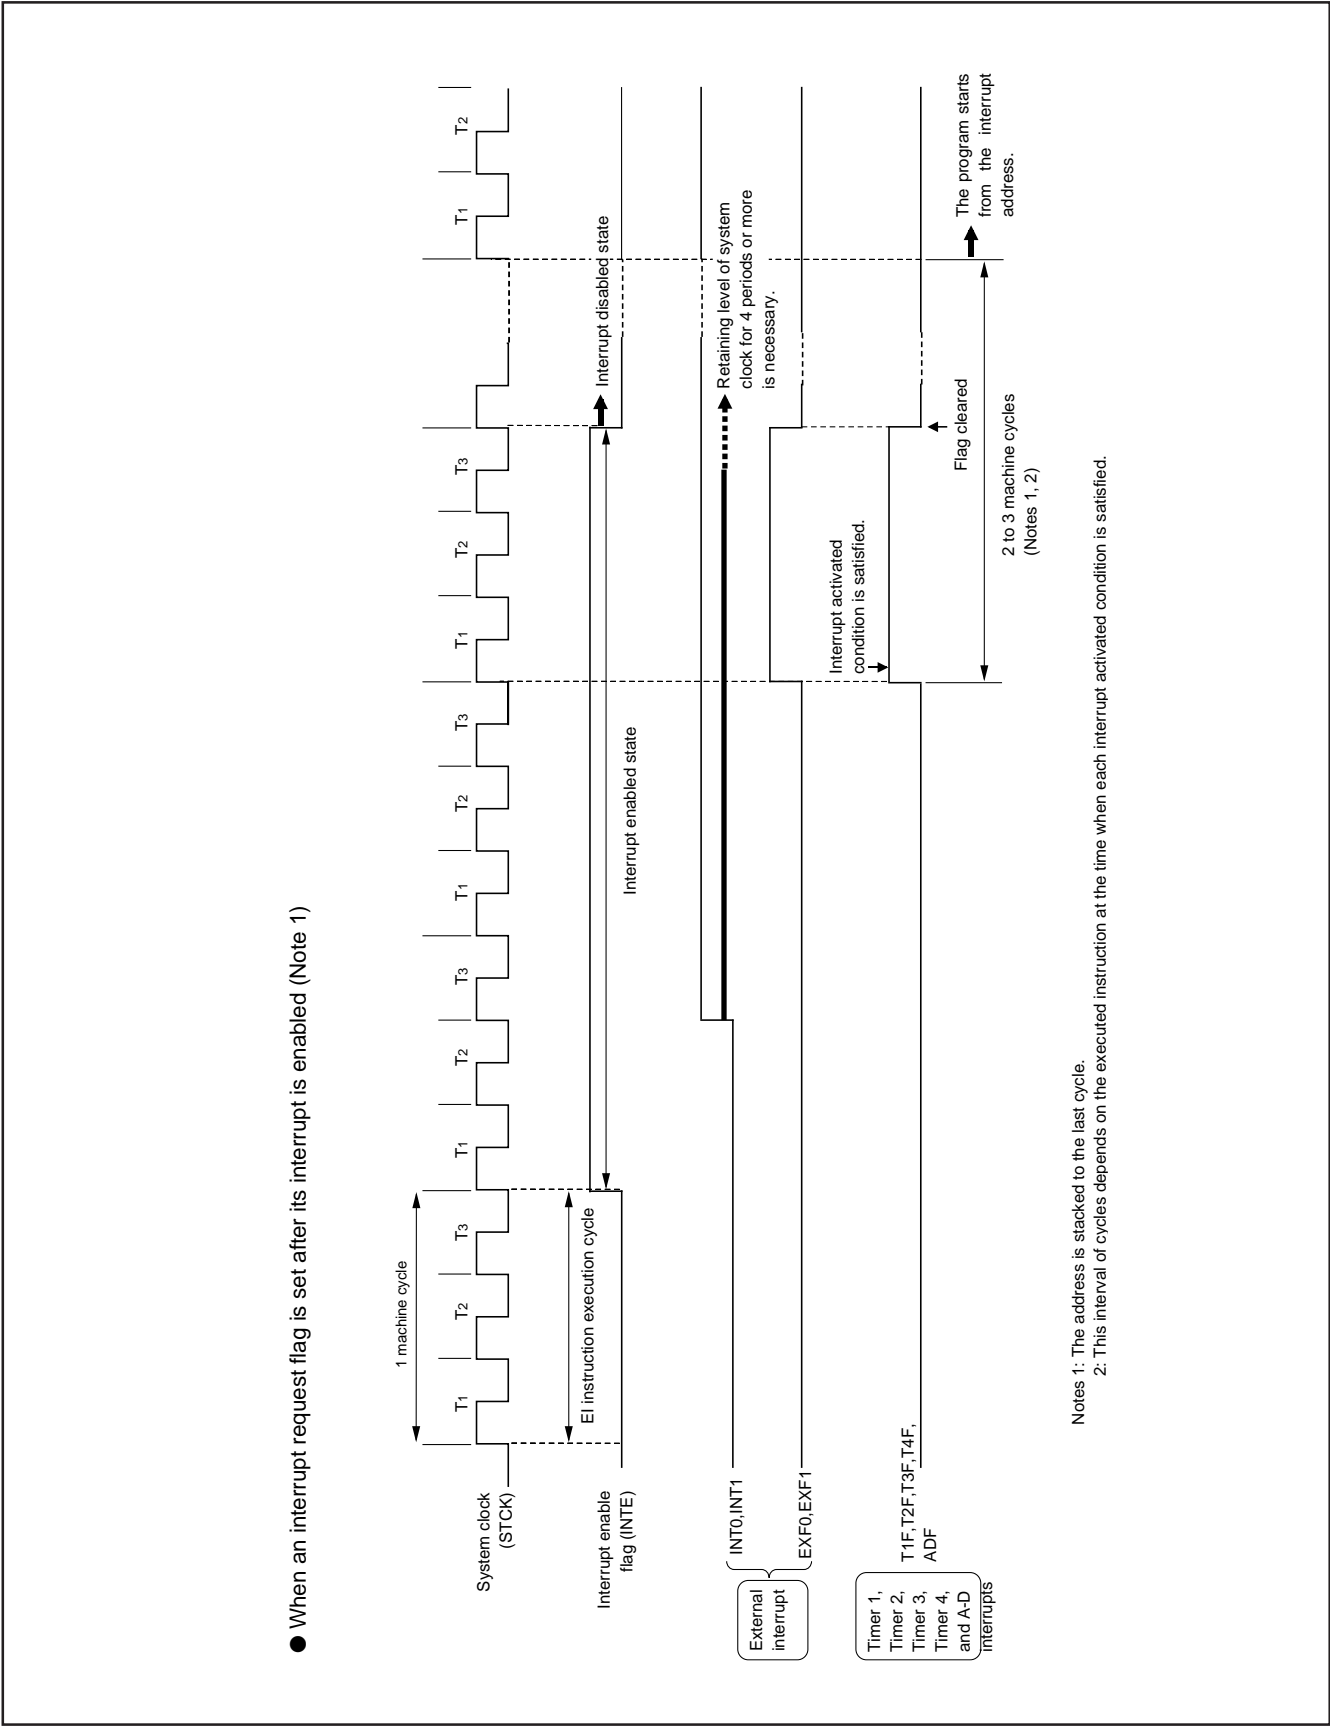 ● When an interrupt request flag is set after its interrupt is enabled (Note 1)
1 machine cycle
T1
T2
T3
T1
T2
T3
T1
T2
T3
T1
T2
T3
T1
T2
System clock
(STCK)
EI instruction execution cycle
Interrupt enable
flag (INTE)
Interrupt enabled state
Interrupt disabled state
External
interrupt
INT0,INT1
Retaining level of system
clock for 4 periods or more
is necessary.
EXF0,EXF1
Interrupt activated
condition is satisfied.
Timer 1,
Timer 2,
Timer 3,
Timer 4,
and A-D
interrupts
T1F,T2F,T3F,T4F,
ADF
Flag cleared
The program starts
from the interrupt
address.
2 to 3 machine cycles
(Notes 1, 2)
Notes 1: The address is stacked to the last cycle.
2: This interval of cycles depends on the executed instruction at the time when each interrupt activated condition is satisfied.